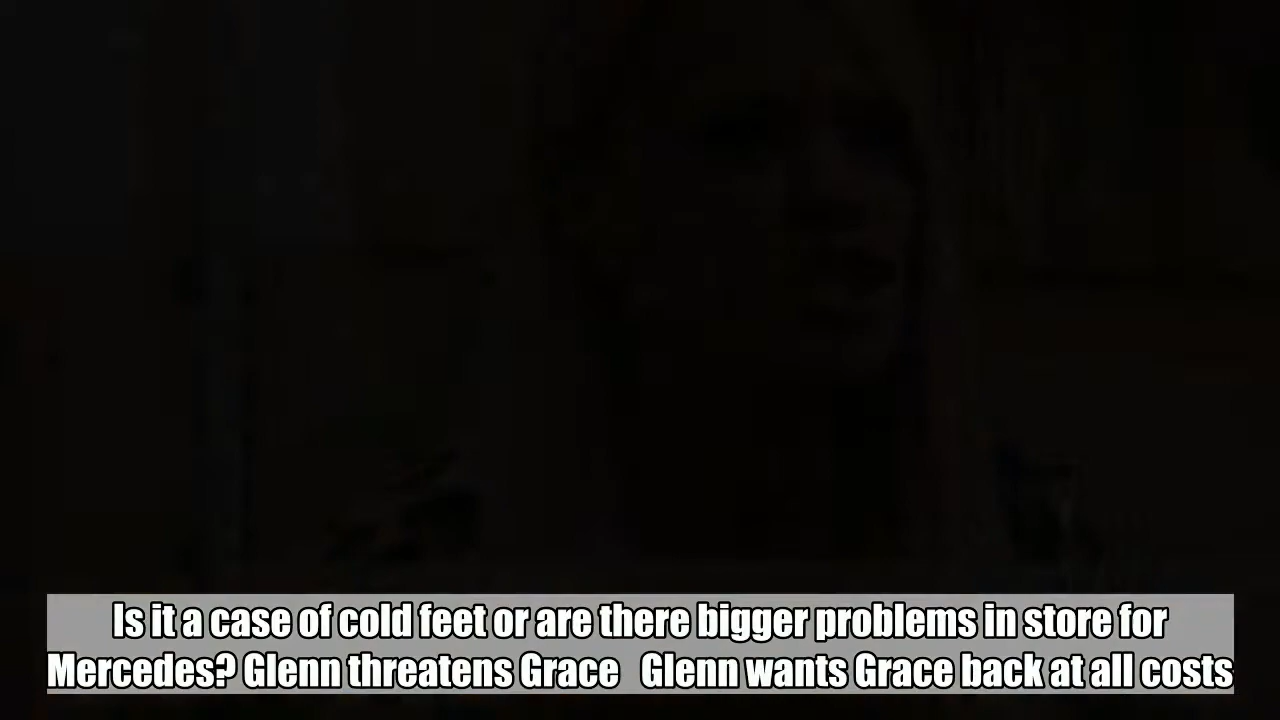 Is it a case of cold feet or are there bigger problems in store for
Mercedes? Glenn threatens Grace   Glenn wants Grace back at all costs